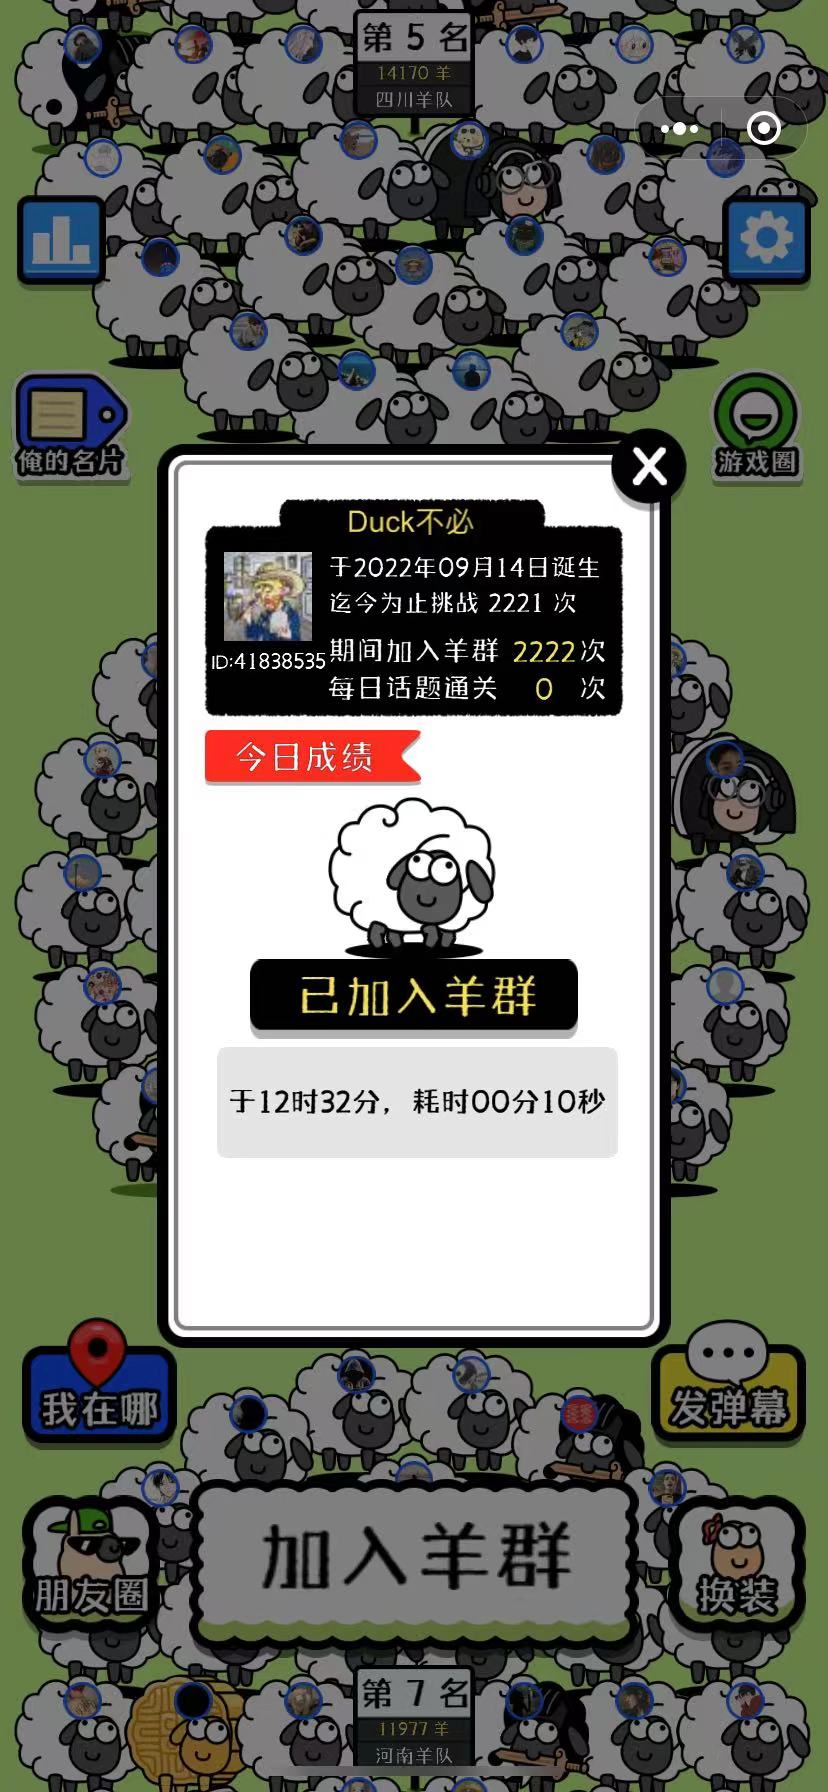 第 5 名
14170 羊
四川羊队
俺的名片
游戏圈
Duck不必
于2022年09月14日诞生
迄今为止挑战 2221 次
ID:41838535
期间加入羊群 2222次
每日话题通关 0 次
今日成绩
已加入羊群
于12时32分，耗时00分10秒
我在哪
发弹幕
朋友圈
加入羊群
换装
第 7 名
11977 羊
河南羊队